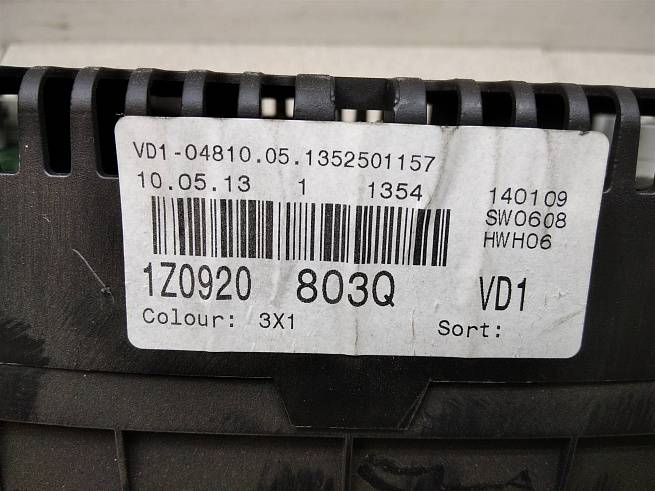 VD1-04810.05.1352501157
10.05.13 1 1354 140109
SW0608
HWH06
1Z0920 803Q VD1
Colour: 3X1 Sort: